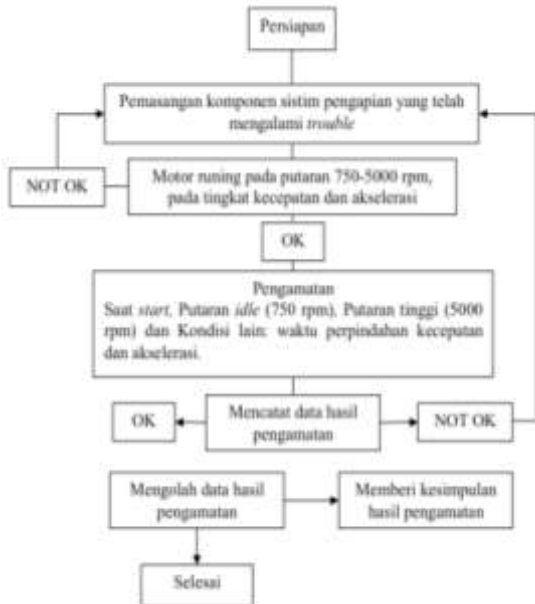 Persiapan
Pemasangan komponen sistim pengapian yang telah
mengalami trouble
NOT OK
Motor runing pada putaran 750-5000 rpm,
pada tingkat kecepatan dan akselerasi
OK
Pengamatan
Saat start, Putaran idle (750 rpm), Putaran tinggi (5000
rpm) dan Kondisi lain: waktu perpindahan kecepatan
dan akselerasi.
OK
Mencatat data hasil
pengamatan
NOT OK
Mengolah data hasil
pengamatan
Memberi kesimpulan
hasil pengamatan
Selesai